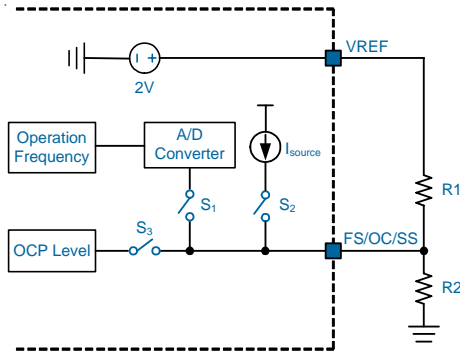 VREF
2V
Operation
Frequency
A/D
Converter
Isource
R1
S1
S2
S3
FS/OC/SS
OCP Level
R2